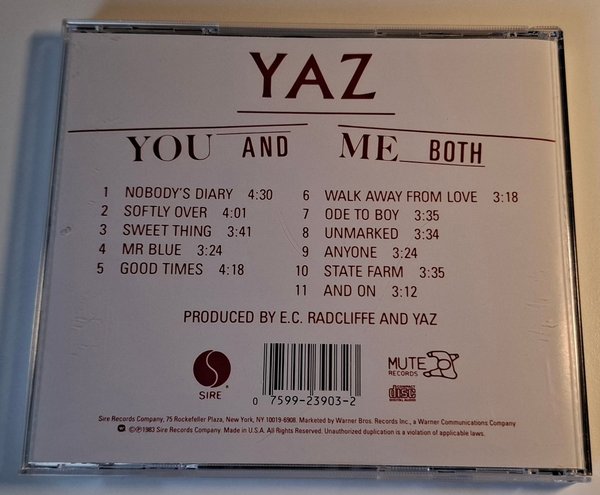 YAZ
YOU AND ME BOTH
1 NOBODY'S DIARY 4:30
2 SOFTLY OVER 4:01
3 SWEET THING 3:41
4 MR BLUE 3:24
5 GOOD TIMES 4:18
6 WALK AWAY FROM LOVE 3:18
7 ODE TO BOY 3:35
8 UNMARKED 3:34
9 ANYONE 3:24
10 STATE FARM 3:35
11 AND ON 3:12
PRODUCED BY E.C. RADCLIFFE AND YAZ
S
SIRE
0 7599-23903-2
MUTE
RECORDS
COMPACT
disc
DIGITAL AUDIO
Sire Records Company, 75 Rockefeller Plaza, New York, NY 10019-6908. Marketed by Warner Bros. Records Inc., a Warner Communications Company
©℗1983 Sire Records Company. Made in U.S.A. All Rights Reserved. Unauthorized duplication is a violation of applicable laws.